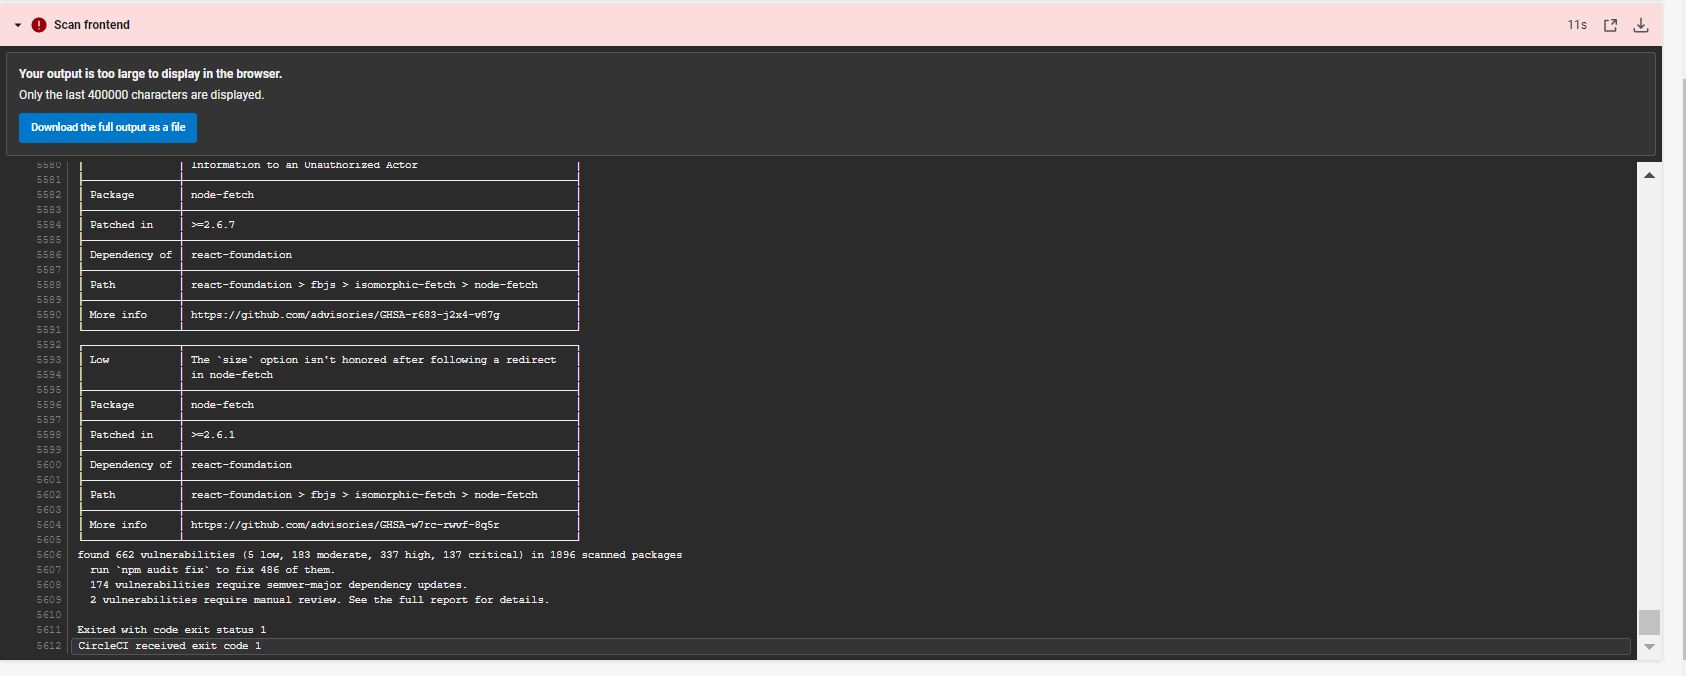 Scan frontend
11s
Your output is too large to display in the browser.
Only the last 400000 characters are displayed.
Download the full output as a file
5580 Information to an Unauthorized Actor
5581
5582 Package node-fetch
5583
5584 Patched in >=2.6.7
5585
5586 Dependency of react-foundation
5587
5588 Path react-foundation > fbjs > isomorphic-fetch > node-fetch
5589
5590 More info https://github.com/advisories/GHSA-r683-j2x4-v87g
5591
5592
5593 Low The `size` option isn't honored after following a redirect
5594 in node-fetch
5595
5596 Package node-fetch
5597
5598 Patched in >=2.6.1
5599
5600 Dependency of react-foundation
5601
5602 Path react-foundation > fbjs > isomorphic-fetch > node-fetch
5603
5604 More info https://github.com/advisories/GHSA-w7rc-rwvf-8q5r
5605
5606 found 662 vulnerabilities (5 low, 183 moderate, 337 high, 137 critical) in 1896 scanned packages
5607 run `npm audit fix` to fix 486 of them.
5608 174 vulnerabilities require semver-major dependency updates.
5609 2 vulnerabilities require manual review. See the full report for details.
5610
5611 Exited with code exit status 1
5612 CircleCI received exit code 1